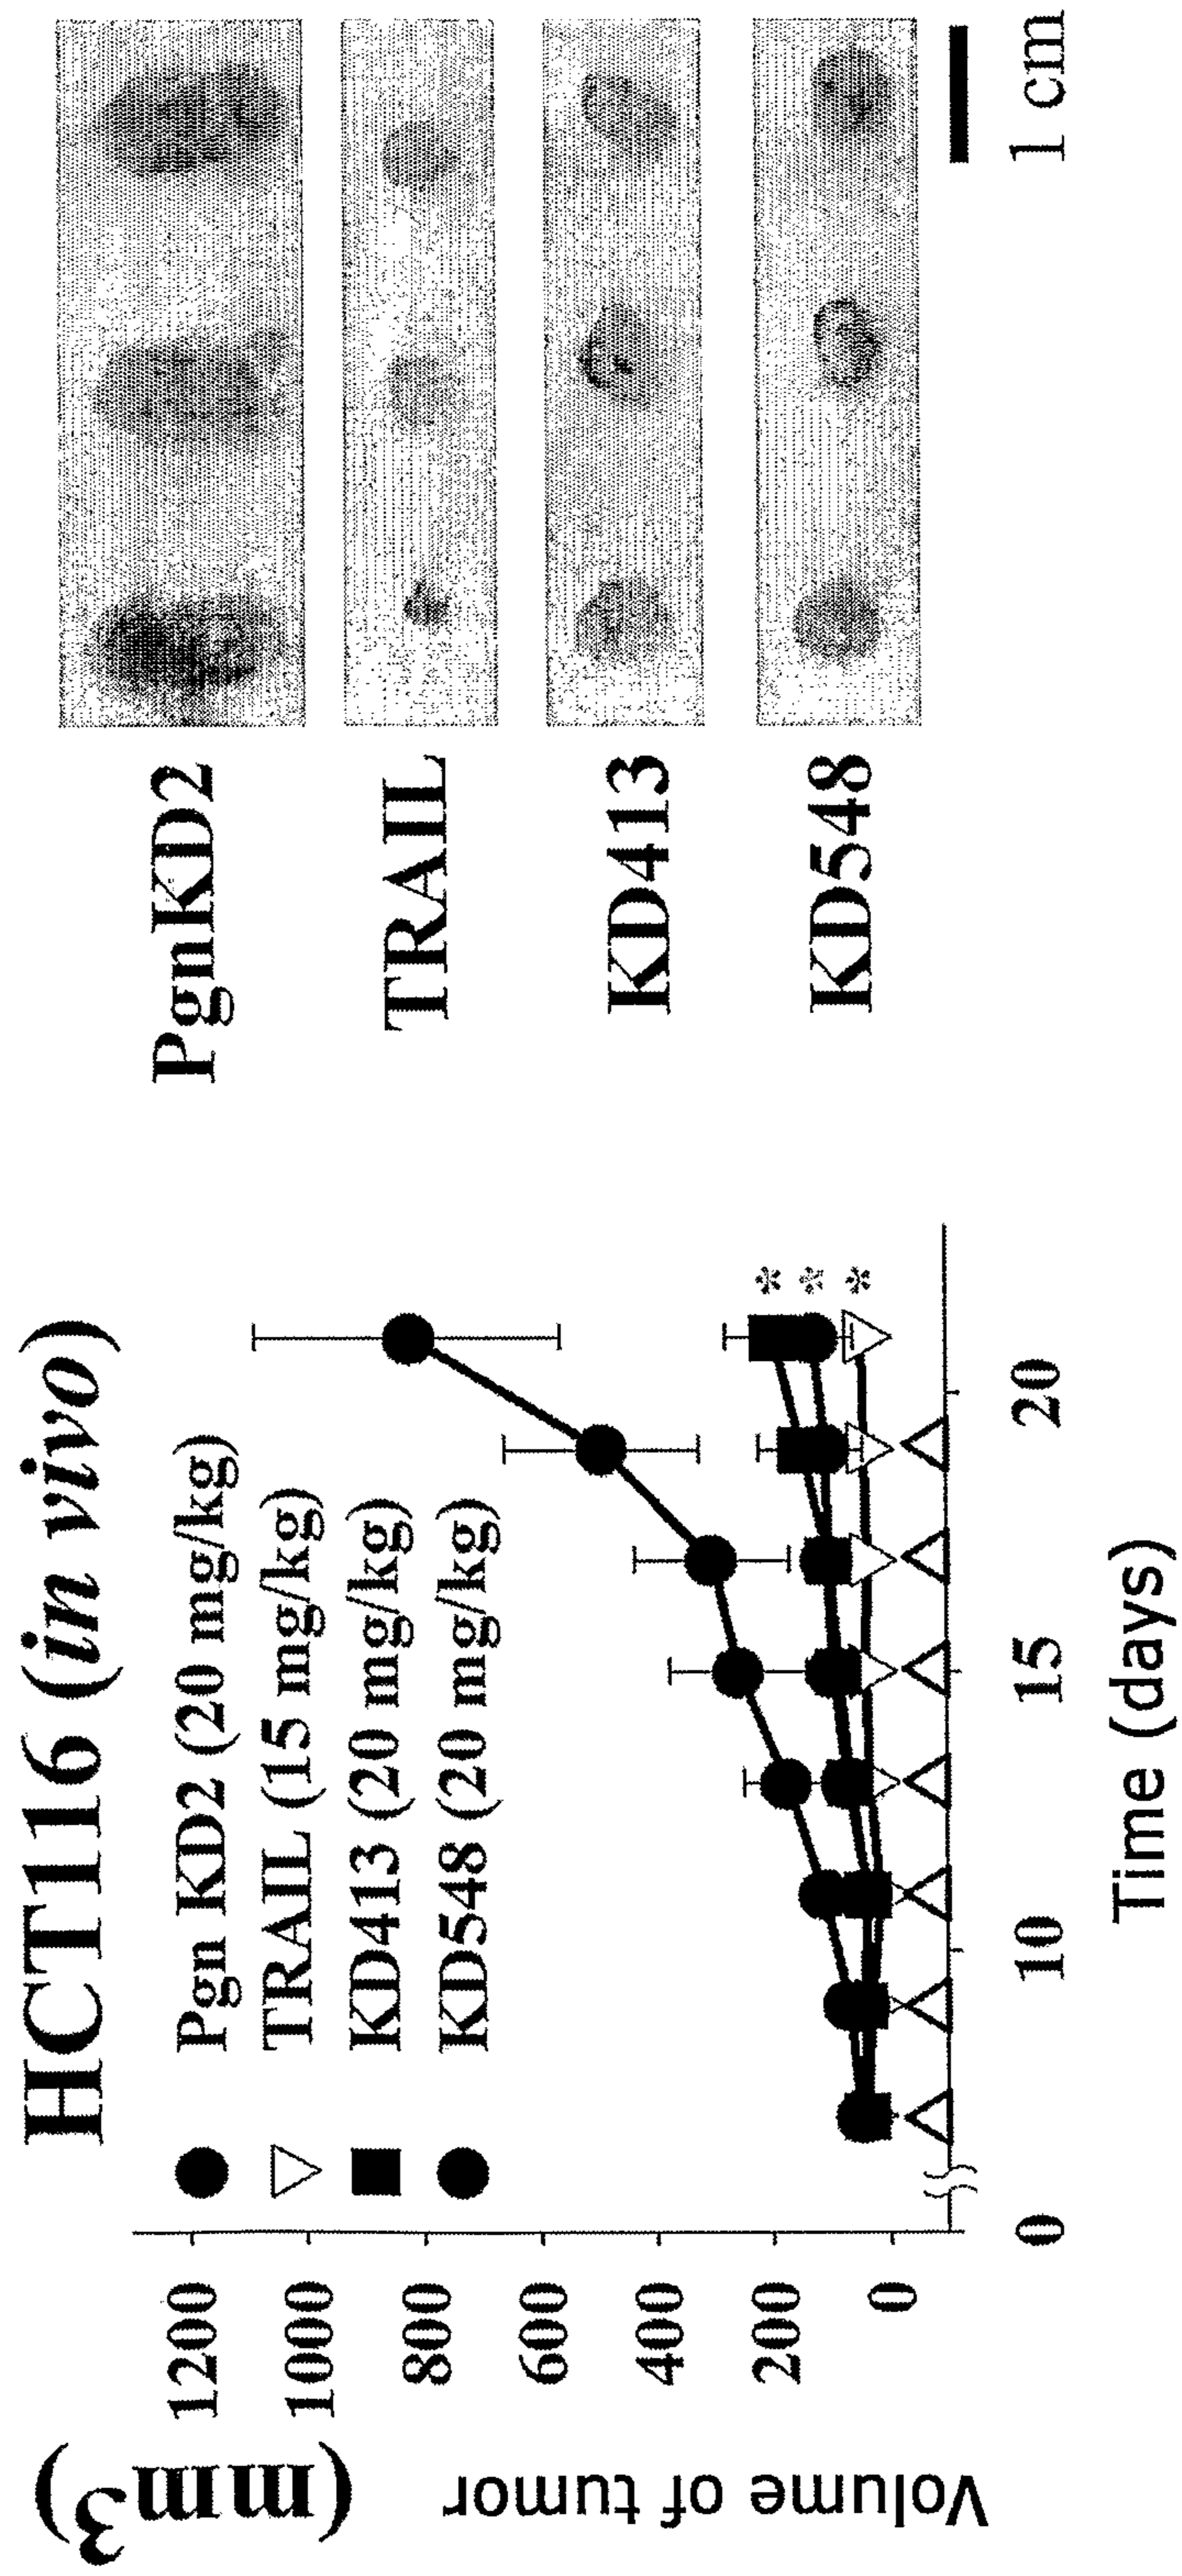 HCT116 (in vivo)
Volume of tumor
(mm3)
1200
1000
800
600
400
200
0
Pgn KD2 (20 mg/kg)
TRAIL (15 mg/kg)
KD413 (20 mg/kg)
KD548 (20 mg/kg)
*
*
*
0
10
15
20
Time (days)
PgnKD2
TRAIL
KD413
KD548
1 cm